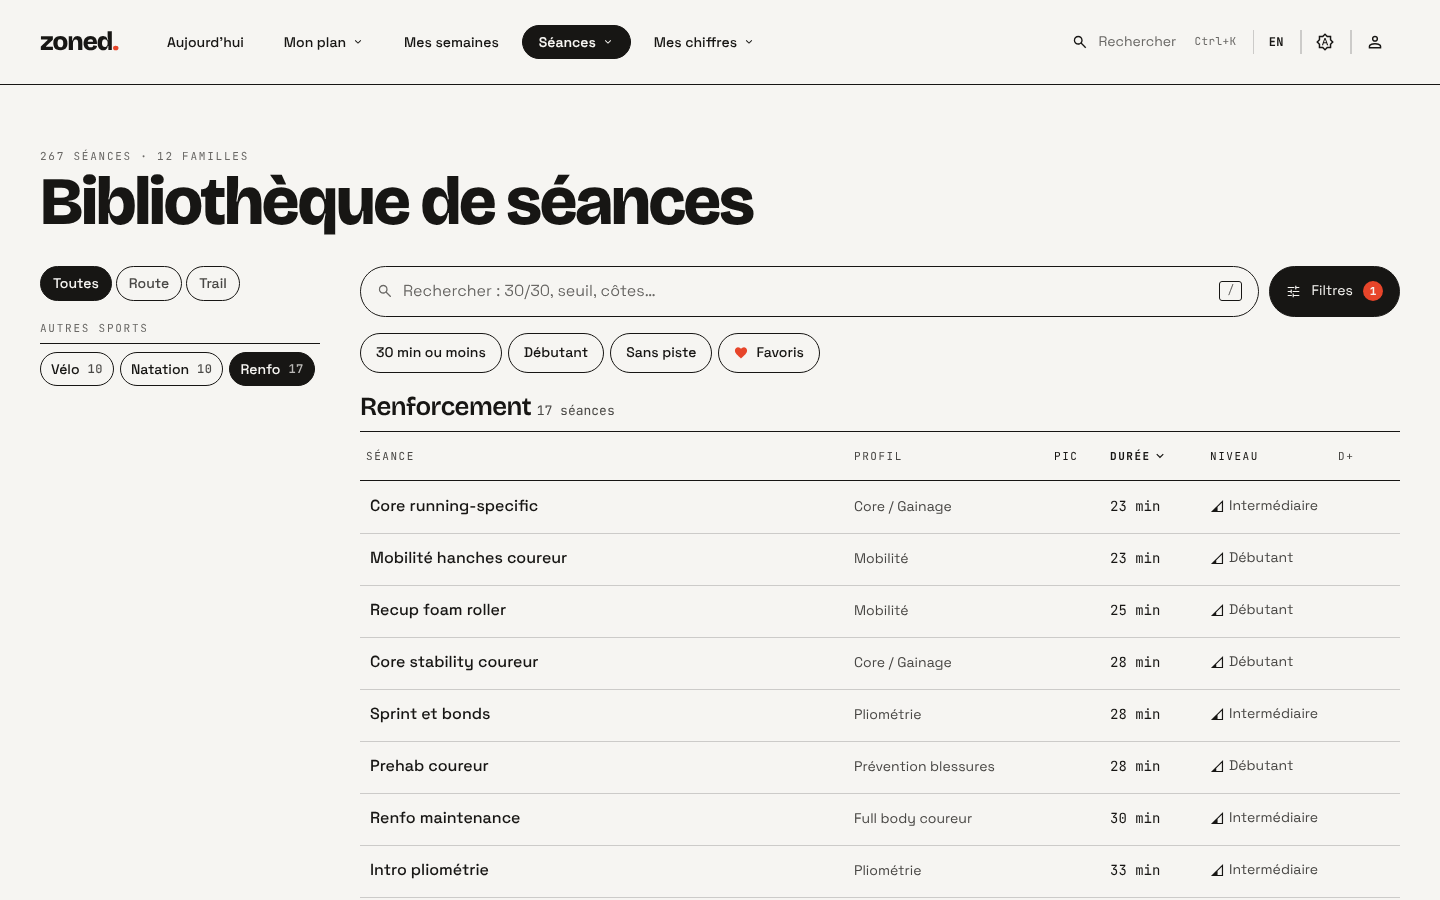 zoned.
Aujourd'hui
Mon plan
Mes semaines
Séances
Mes chiffres
Rechercher Ctrl+K
EN
A
267 SÉANCES · 12 FAMILLES
Bibliothèque de séances
Toutes Route Trail
AUTRES SPORTS
Vélo 10 Natation 10 Renfo 17
Rechercher : 30/30, seuil, côtes… /
Filtres 1
30 min ou moins Débutant Sans piste Favoris
Renforcement 17 séances
SÉANCE PROFIL PIC DURÉE NIVEAU D+
Core running-specific Core / Gainage 23 min Intermédiaire
Mobilité hanches coureur Mobilité 23 min Débutant
Recup foam roller Mobilité 25 min Débutant
Core stability coureur Core / Gainage 28 min Débutant
Sprint et bonds Pliométrie 28 min Intermédiaire
Prehab coureur Prévention blessures 28 min Débutant
Renfo maintenance Full body coureur 30 min Intermédiaire
Intro pliométrie Pliométrie 33 min Intermédiaire